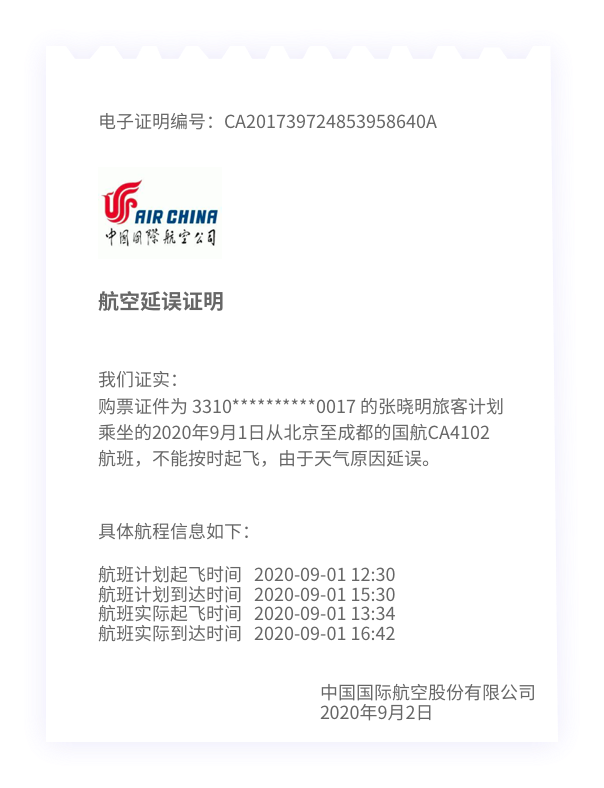 电子证明编号：CA201739724853958640A
AIR CHINA
中国国际航空公司
航空延误证明
我们证实：
购票证件为 3310**********0017 的张晓明旅客计划
乘坐的2020年9月1日从北京至成都的国航CA4102
航班，不能按时起飞，由于天气原因延误。
具体航程信息如下：
航班计划起飞时间 2020-09-01 12:30
航班计划到达时间 2020-09-01 15:30
航班实际起飞时间 2020-09-01 13:34
航班实际到达时间 2020-09-01 16:42
中国国际航空股份有限公司
2020年9月2日